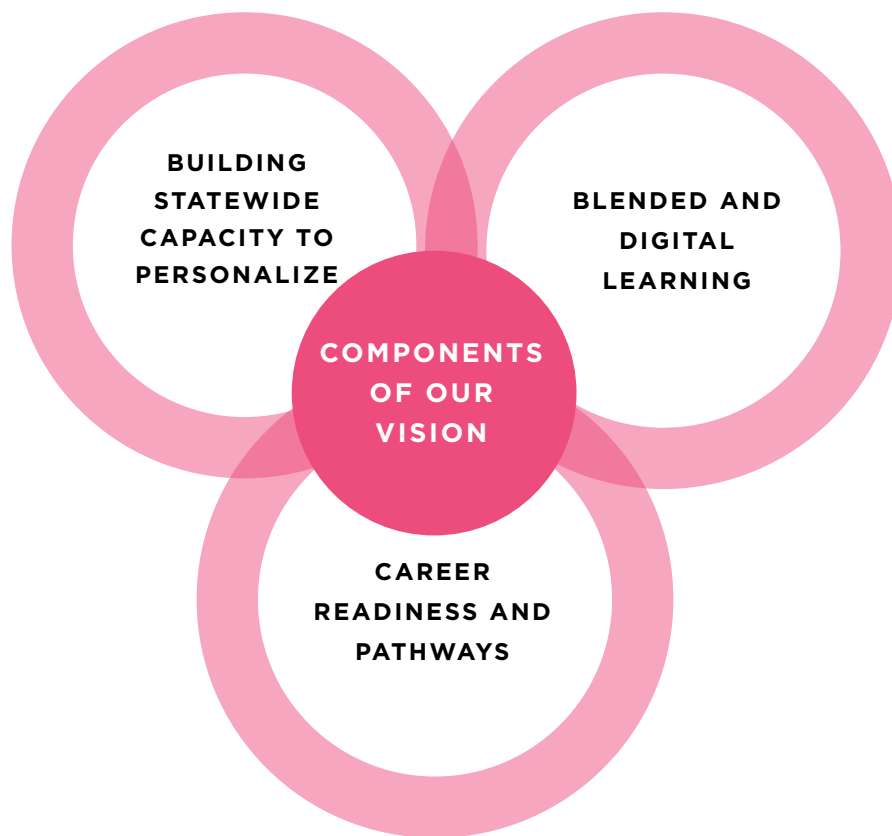 BUILDING
STATEWIDE
CAPACITY TO
PERSONALIZE
BLENDED AND
DIGITAL
LEARNING
COMPONENTS
OF OUR
VISION
CAREER
READINESS AND
PATHWAYS